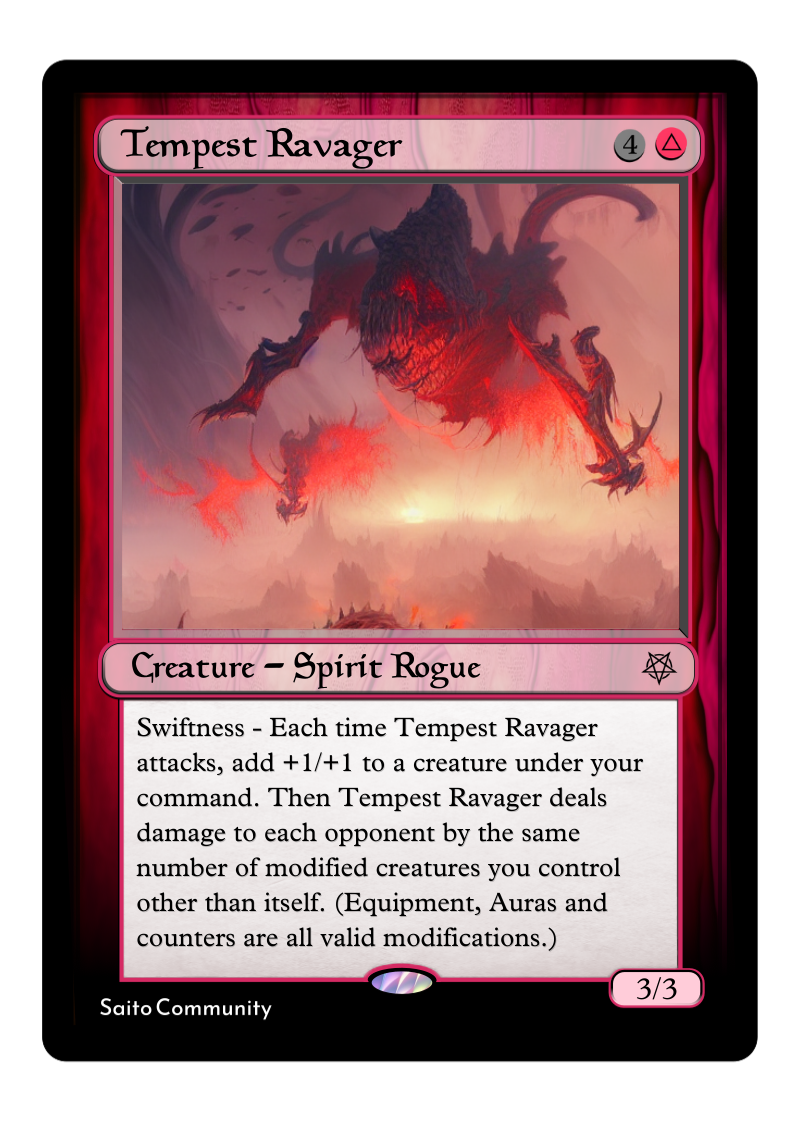 Tempest Ravager
4
Creature – Spirit Rogue
Swiftness - Each time Tempest Ravager
attacks, add +1/+1 to a creature under your
command. Then Tempest Ravager deals
damage to each opponent by the same
number of modified creatures you control
other than itself. (Equipment, Auras and
counters are all valid modifications.)
3/3
Saito Community